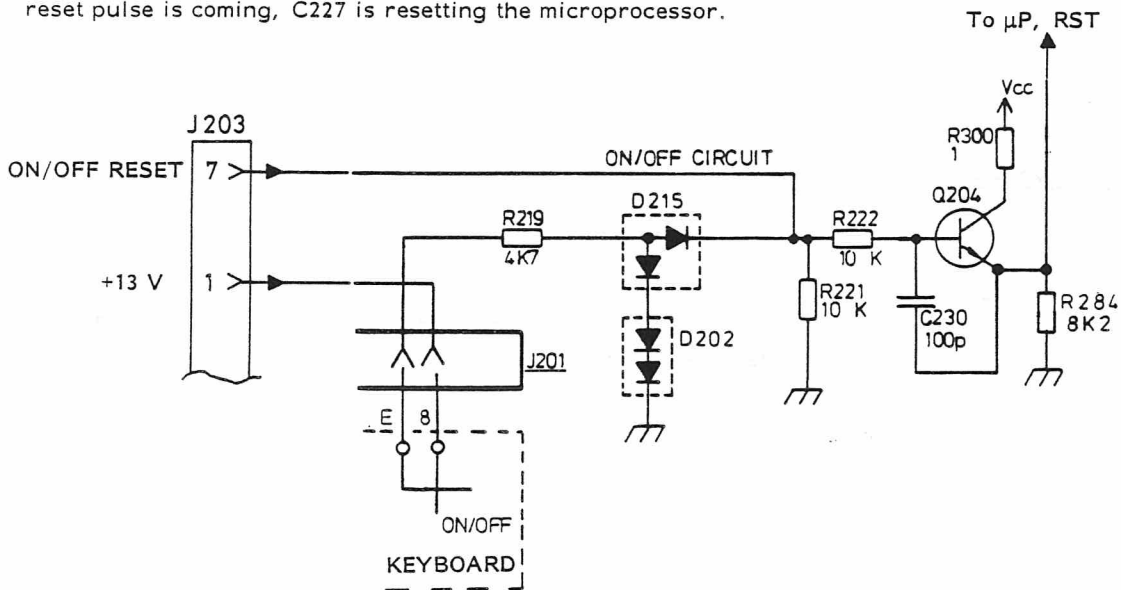 reset pulse is coming, C227 is resetting the microprocessor.
To µP, RST
Vcc
J203
R300
1
ON/OFF RESET
7
ON/OFF CIRCUIT
Q204
D215
R219
4K7
R222
10 K
+13 V
1
R221
10 K
C230
100p
R284
8K2
D202
J201
E
8
ON/OFF
KEYBOARD